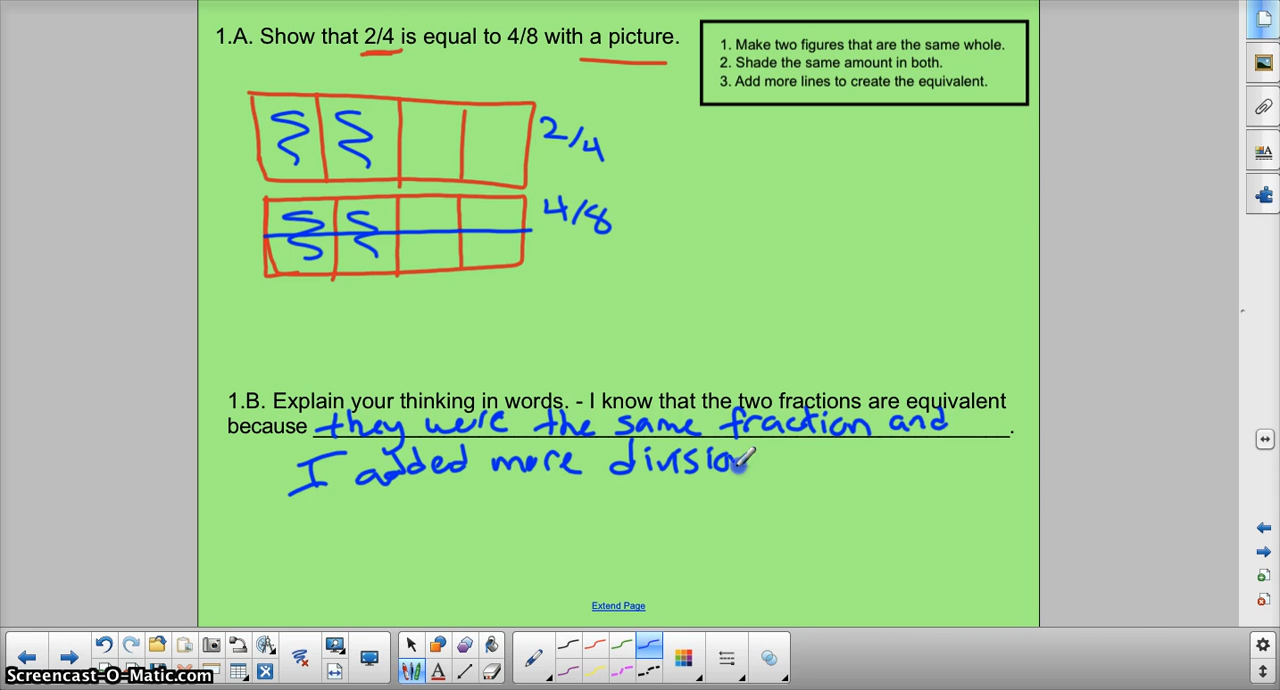 1.A. Show that 2/4 is equal to 4/8 with a picture.
1. Make two figures that are the same whole.
2. Shade the same amount in both.
3. Add more lines to create the equivalent.
2/4
4/8
1.B. Explain your thinking in words. - I know that the two fractions are equivalent
because they were the same fraction and.
I added more divisio
Extend Page
Screencast-O-Matic.com